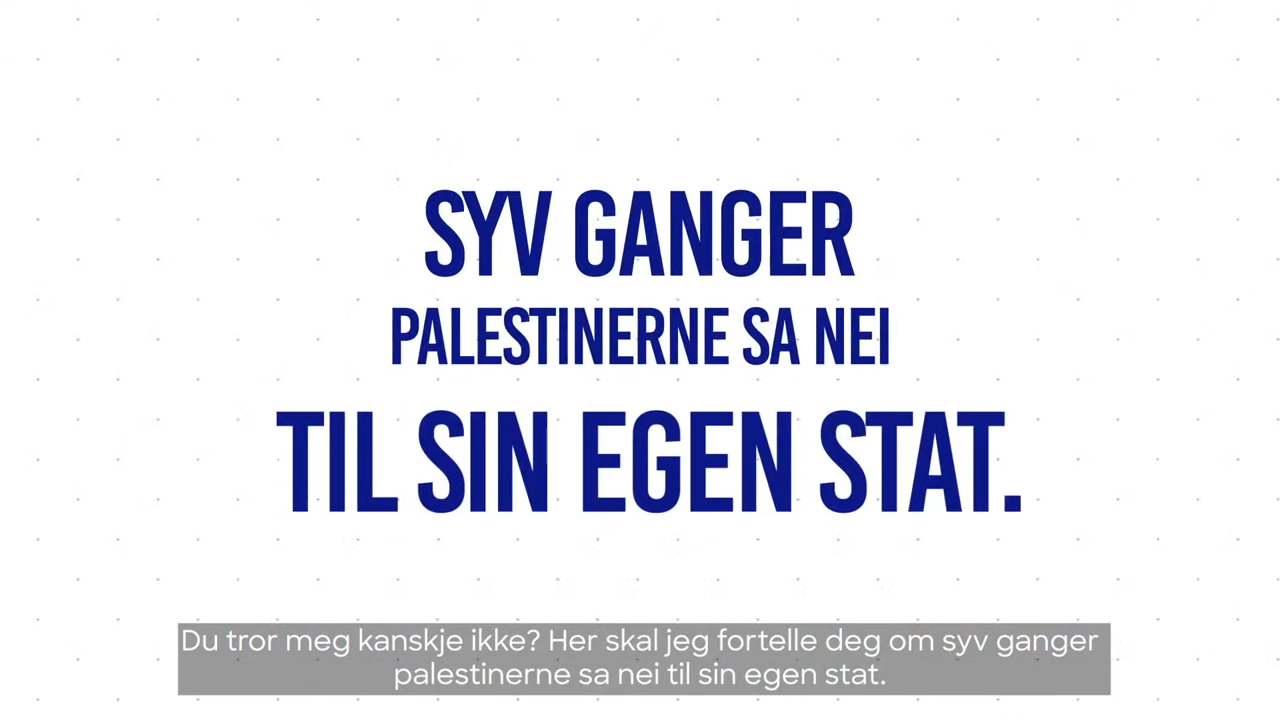 SYV GANGER
PALESTINERNE SA NEI
TIL SIN EGEN STAT.
Du tror meg kanskje ikke? Her skal jeg fortelle deg om syv ganger
palestinerne sa nei til sin egen stat.